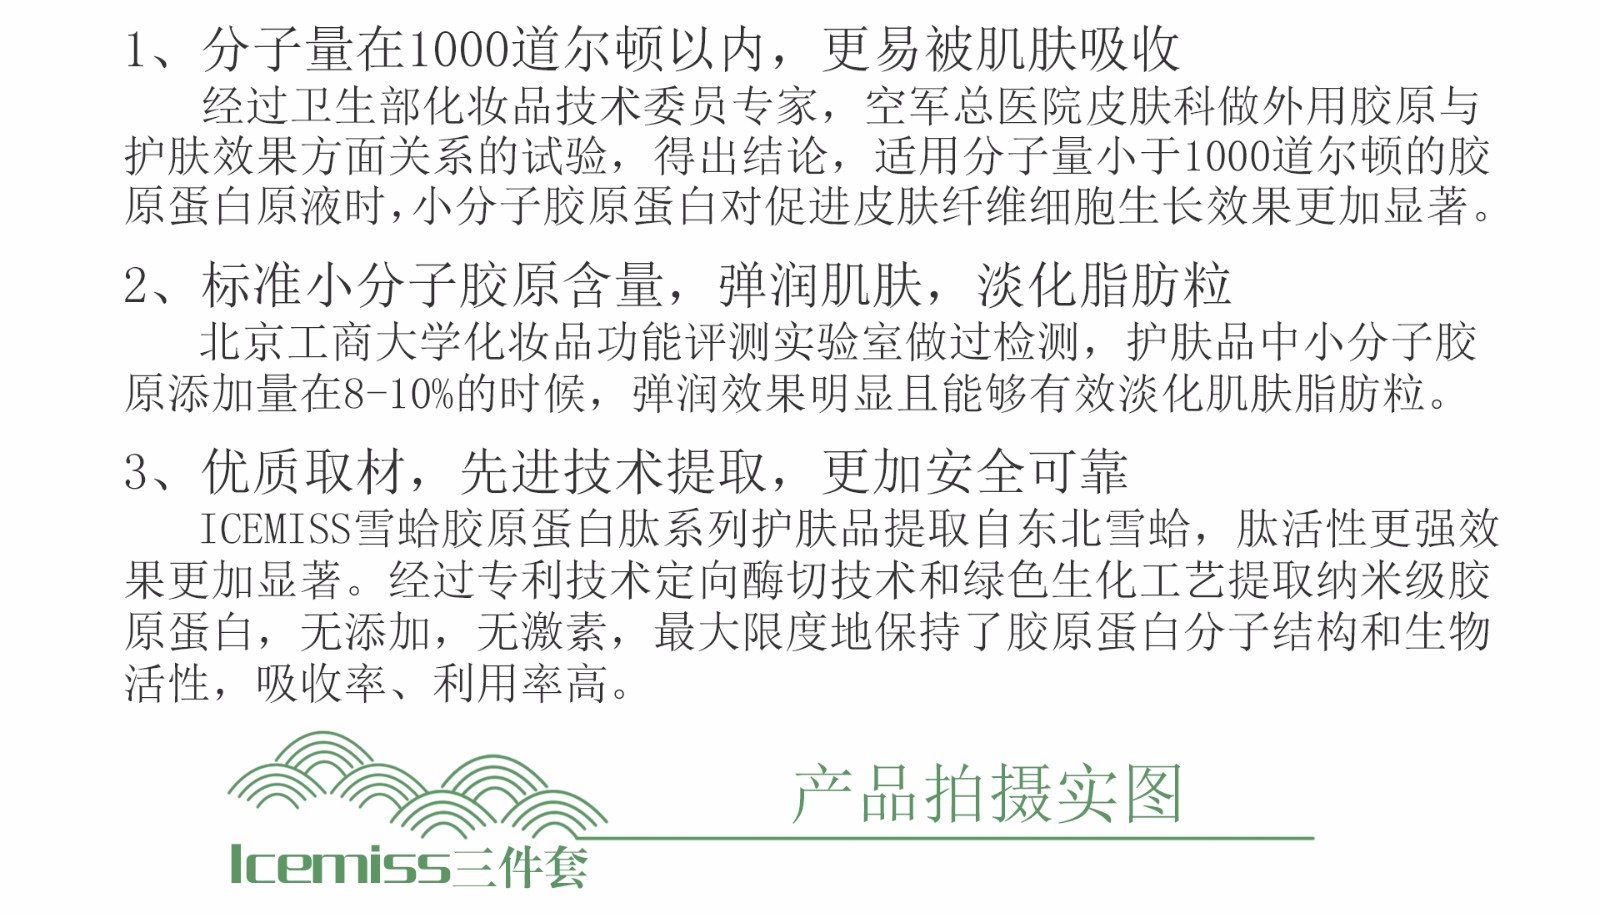 1、分子量在1000道尔顿以内，更易被肌肤吸收
经过卫生部化妆品技术委员专家，空军总医院皮肤科做外用胶原与
护肤效果方面关系的试验，得出结论，适用分子量小于1000道尔顿的胶
原蛋白原液时,小分子胶原蛋白对促进皮肤纤维细胞生长效果更加显著。
2、标准小分子胶原含量，弹润肌肤，淡化脂肪粒
北京工商大学化妆品功能评测实验室做过检测，护肤品中小分子胶
原添加量在8-10%的时候，弹润效果明显且能够有效淡化肌肤脂肪粒。
3、优质取材，先进技术提取，更加安全可靠
ICEMISS雪蛤胶原蛋白肽系列护肤品提取自东北雪蛤，肽活性更强效
果更加显著。经过专利技术定向酶切技术和绿色生化工艺提取纳米级胶
原蛋白，无添加，无激素，最大限度地保持了胶原蛋白分子结构和生物
活性，吸收率、利用率高。
产品拍摄实图
Icemiss三件套